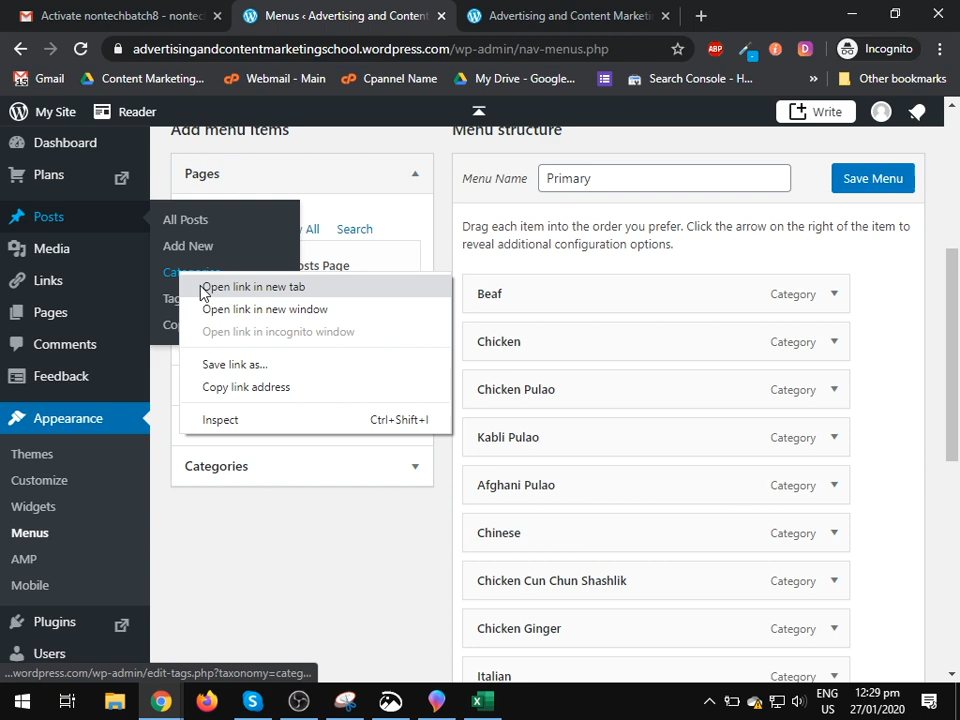 Activate nontechbatch8 - nontec
Menus ‹ Advertising and Content
Advertising and Content Marketi
advertisingandcontentmarketingschool.wordpress.com/wp-admin/nav-menus.php
ABP
Incognito
Gmail
Content Marketing...
Webmail - Main
Cpannel Name
My Drive - Google...
Search Console - H...
»
Other bookmarks
My Site
Reader
Write
Dashboard
Plans
Posts
Media
Links
Pages
Comments
Feedback
Appearance
Themes
Customize
Widgets
Menus
AMP
Mobile
Plugins
Users
All Posts
Add New
Categories
Open link in new tab
Open link in new window
Open link in incognito window
Save link as...
Copy link address
Inspect Ctrl+Shift+I
Add menu items
Pages
All
Search
osts Page
Categories
Menu structure
Menu Name
Primary
Save Menu
Drag each item into the order you prefer. Click the arrow on the right of the item to
reveal additional configuration options.
Beaf Category
Chicken Category
Chicken Pulao Category
Kabli Pulao Category
Afghani Pulao Category
Chinese Category
Chicken Cun Chun Shashlik Category
Chicken Ginger Category
Italian Category
...wordpress.com/wp-admin/edit-tags.php?taxonomy=categ...
ENG
US
12:29 pm
27/01/2020